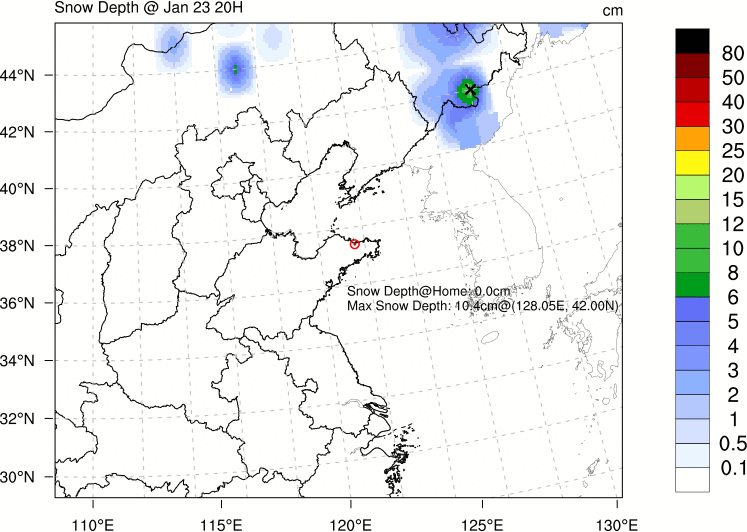 Snow Depth @ Jan 23 20H
cm
80
50
40
30
25
20
15
12
10
8
6
5
4
3
2
1
0.5
0.1
44°N
42°N
40°N
38°N
36°N
34°N
32°N
30°N
Snow Depth@Home: 0.0cm
Max Snow Depth: 10.4cm@(128.05E, 42.00N)
110°E 115°E 120°E 125°E 130°E